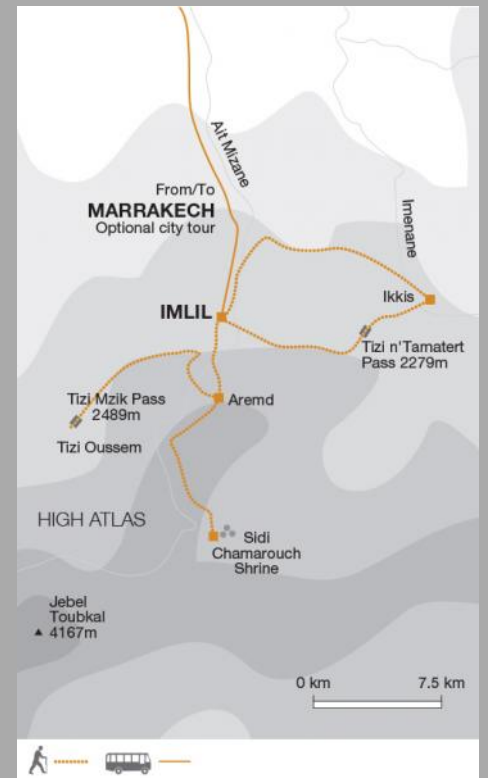 Ait Mizane
From/To
MARRAKECH
Optional city tour
Imenane
Ikkis
IMLIL
Tizi n'Tamatert
Pass 2279m
Tizi Mzik Pass
2489m
Aremd
Tizi Oussem
HIGH ATLAS
Sidi
Chamarouch
Shrine
Jebel
Toubkal
4167m
0 km
7.5 km